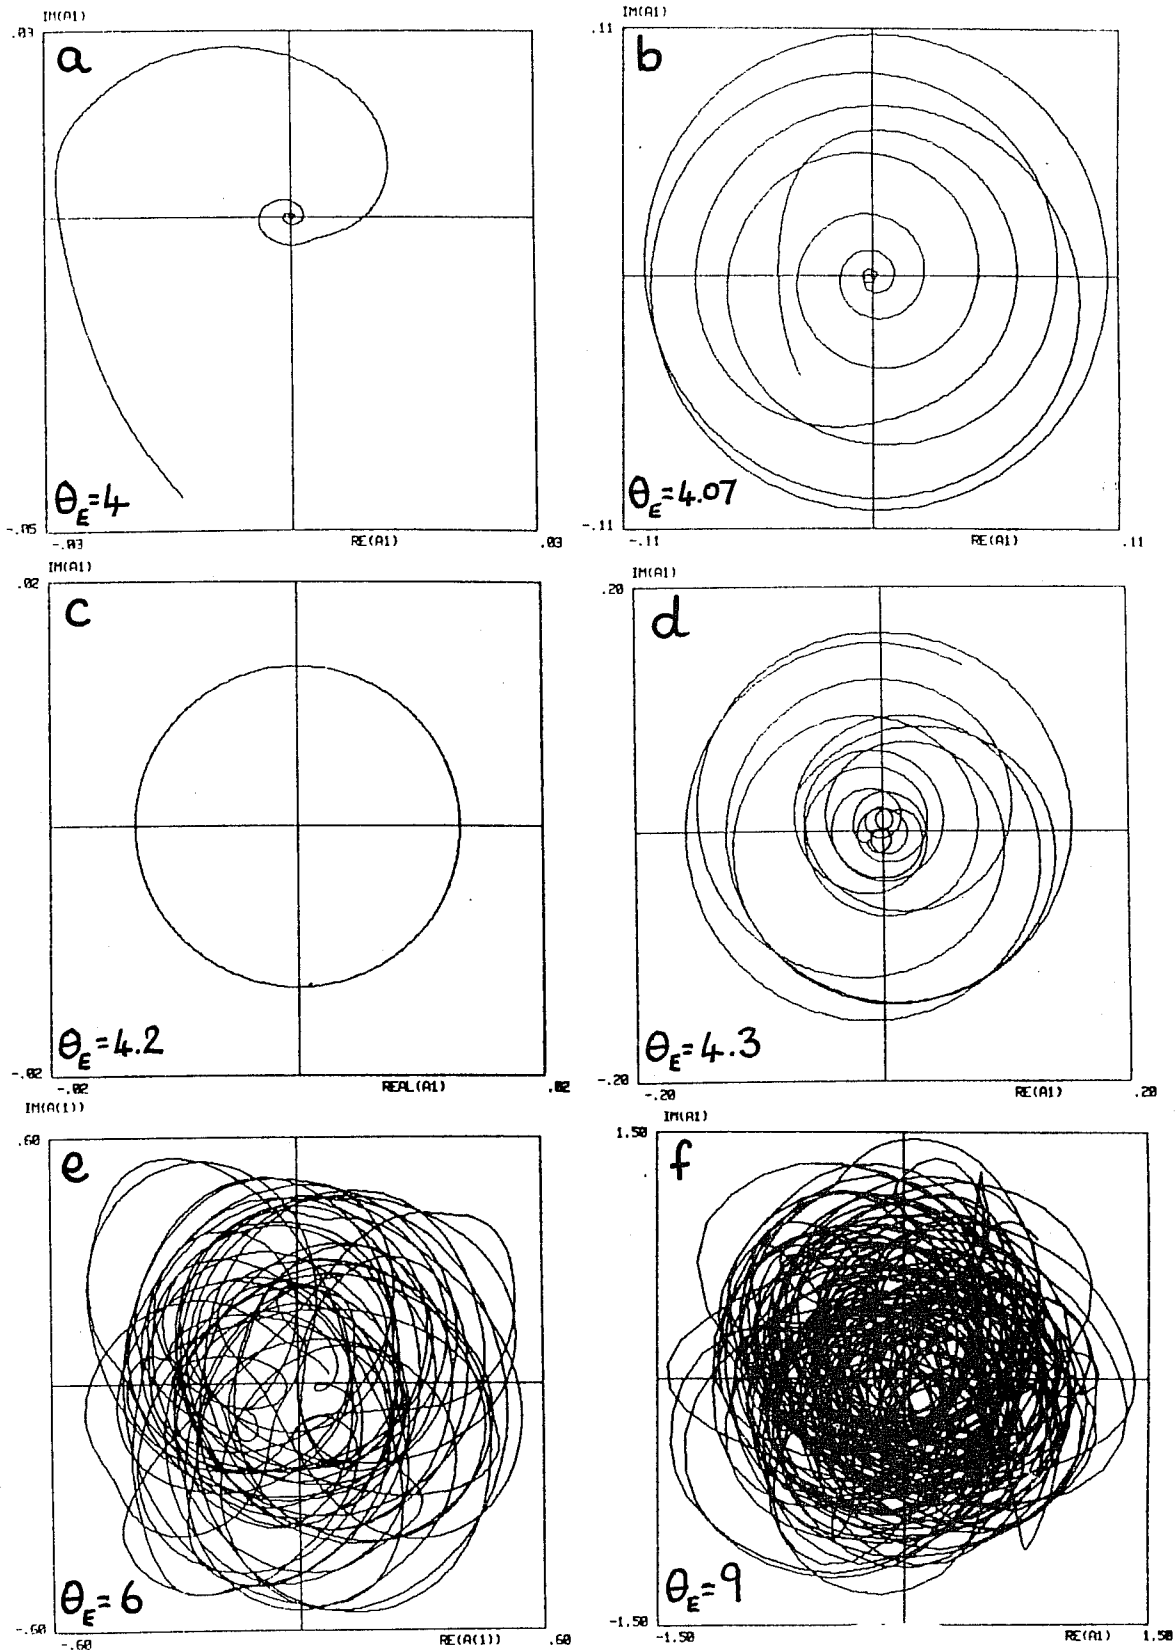 IM(A1)
.03
a
θE=4
-.05
-.03
RE(A1)
.03
IM(A1)
.11
b
θE=4.07
-.11
-.11
RE(A1)
.11
IM(A1)
.02
c
θE=4.2
-.02
-.02
REAL(A1)
.02
IM(A1)
.20
d
θE=4.3
-.20
-.20
RE(A1)
.20
IM(A(1))
.60
e
θE=6
-.60
-.60
RE(A(1))
.60
IM(A1)
1.50
f
θE=9
-1.50
-1.50
RE(A1)
1.50